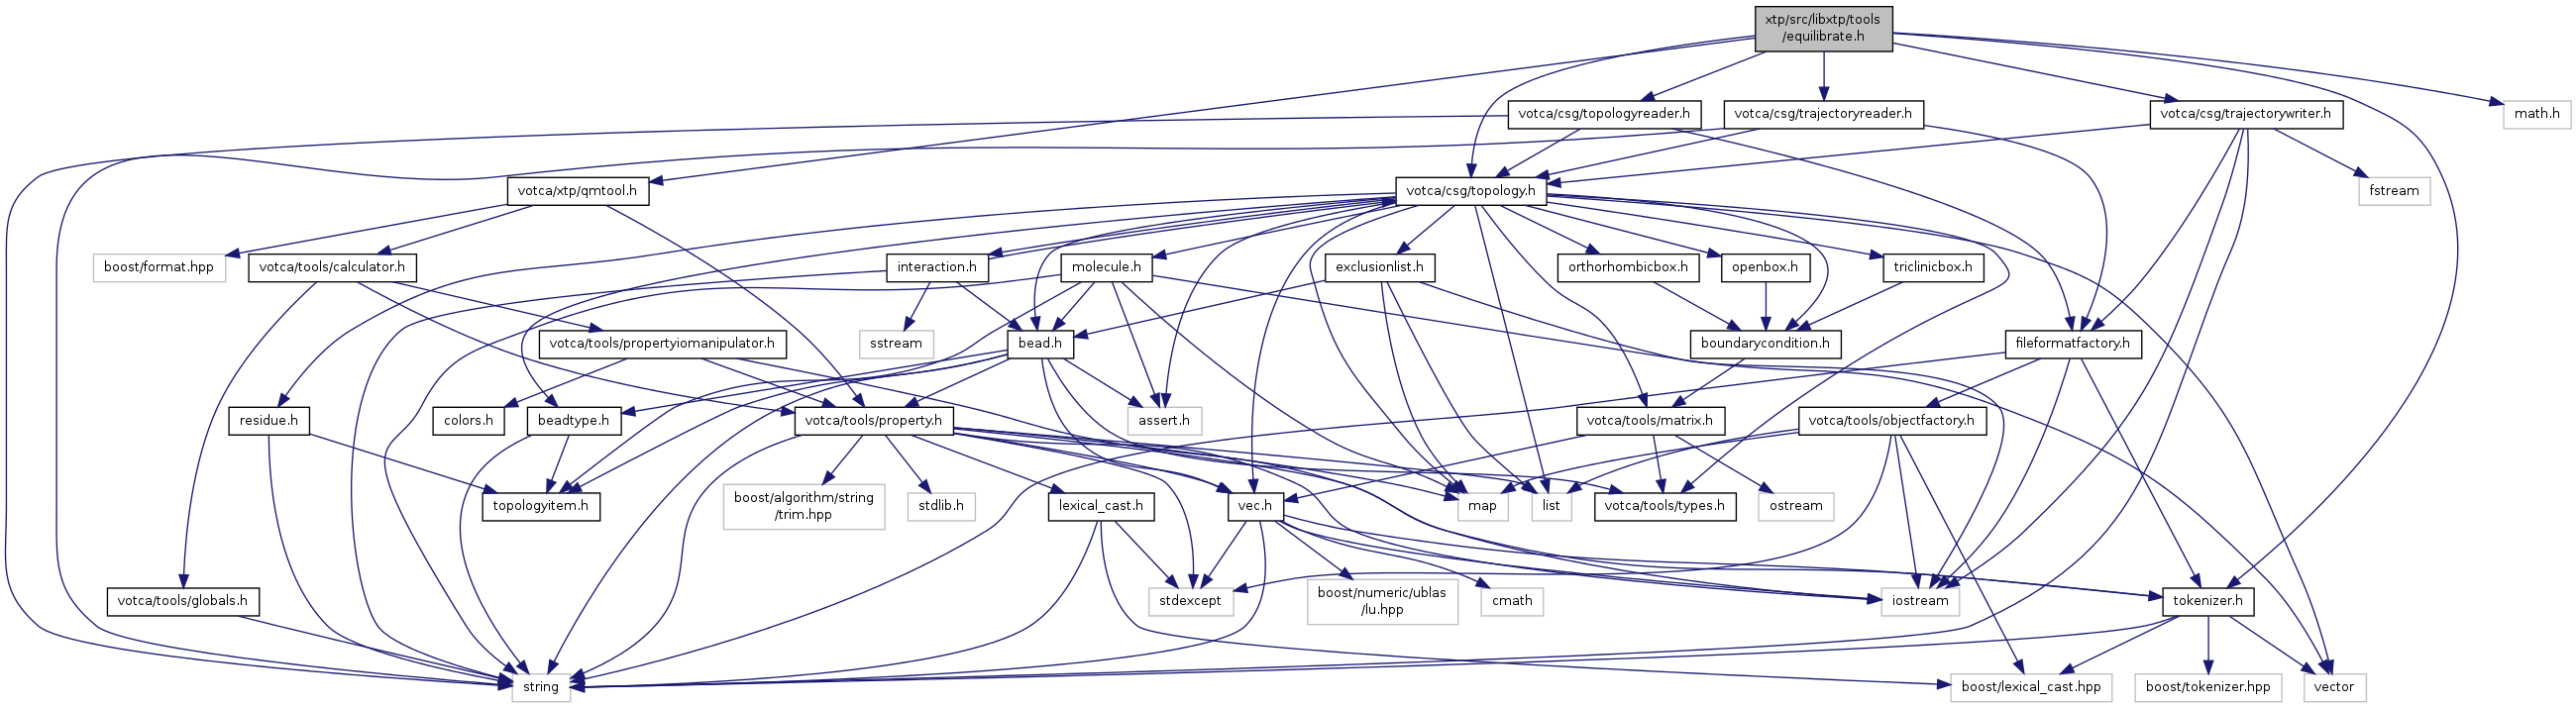 xtp/src/libxtp/tools
/equilibrate.h
votca/csg/topologyreader.h
votca/csg/trajectoryreader.h
votca/csg/trajectorywriter.h
math.h
votca/xtp/qmtool.h
votca/csg/topology.h
fstream
boost/format.hpp
votca/tools/calculator.h
interaction.h
molecule.h
exclusionlist.h
orthorhombicbox.h
openbox.h
triclinicbox.h
votca/tools/propertyiomanipulator.h
sstream
bead.h
boundarycondition.h
fileformatfactory.h
residue.h
colors.h
beadtype.h
votca/tools/property.h
assert.h
votca/tools/matrix.h
votca/tools/objectfactory.h
topologyitem.h
boost/algorithm/string
/trim.hpp
stdlib.h
lexical_cast.h
vec.h
map
list
votca/tools/types.h
ostream
votca/tools/globals.h
stdexcept
boost/numeric/ublas
/lu.hpp
cmath
iostream
tokenizer.h
string
boost/lexical_cast.hpp
boost/tokenizer.hpp
vector